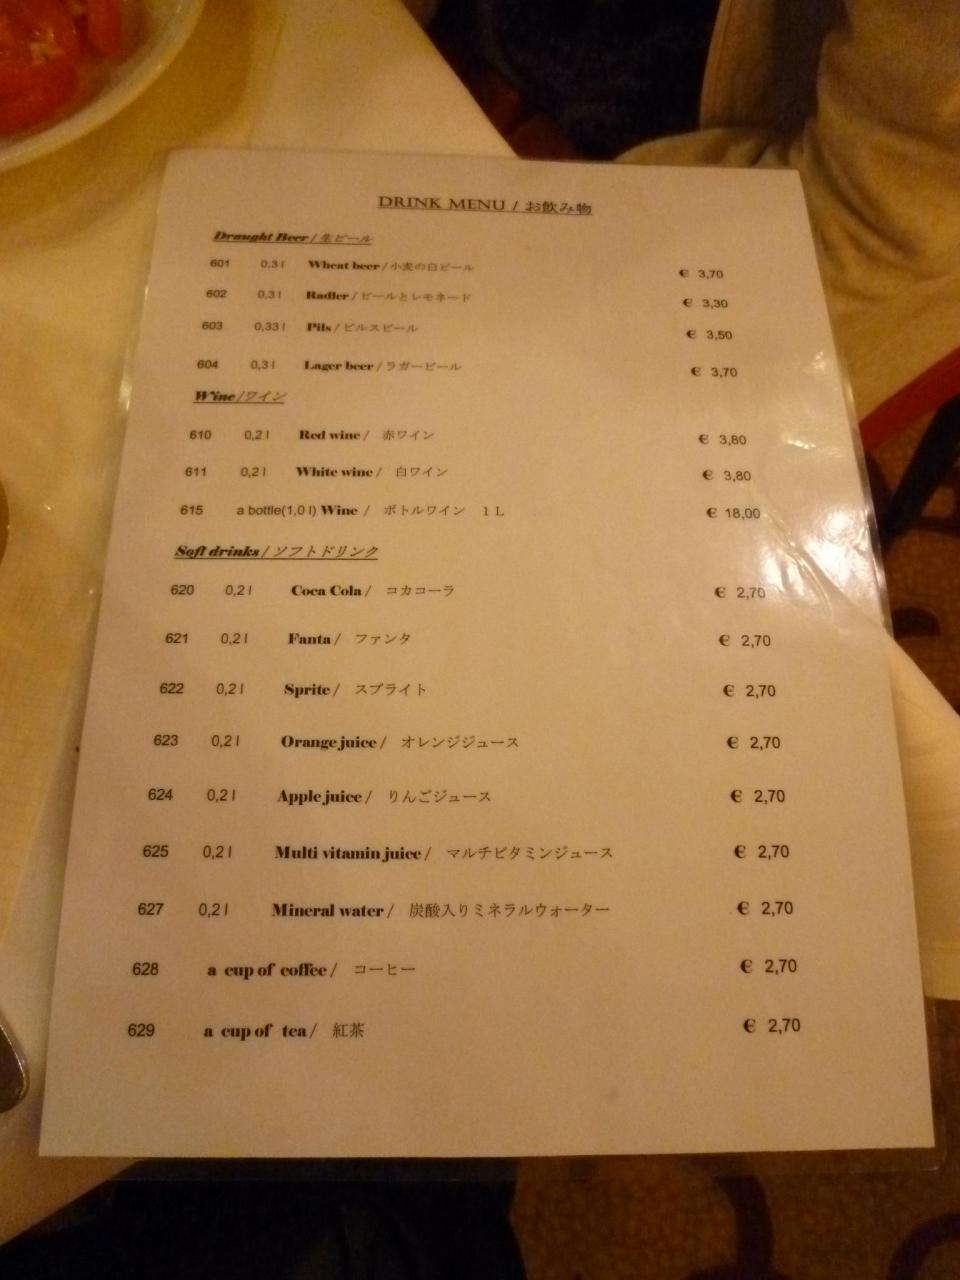 DRINK MENU / お飲み物
Draught Beer / 生ビール
601 0,3 l Wheat beer / 小麦の白ビール € 3,70
602 0,3 l Radler / ビールとレモネード € 3,30
603 0,33 l Pils / ピルスビール € 3,50
604 0,3 l Lager beer / ラガービール € 3,70
Wine /ワイン
610 0,2 l Red wine / 赤ワイン € 3,80
611 0,2 l White wine / 白ワイン € 3,80
615 a bottle(1,0 l) Wine / ボトルワイン １Ｌ € 18,00
Soft drinks / ソフトドリンク
620 0,2 l Coca Cola / コカコーラ € 2,70
621 0,2 l Fanta / ファンタ € 2,70
622 0,2 l Sprite / スプライト € 2,70
623 0,2 l Orange juice / オレンジジュース € 2,70
624 0,2 l Apple juice / りんごジュース € 2,70
625 0,2 l Multi vitamin juice / マルチビタミンジュース € 2,70
627 0,2 l Mineral water / 炭酸入りミネラルウォーター € 2,70
628 a cup of coffee / コーヒー € 2,70
629 a cup of tea / 紅茶 € 2,70